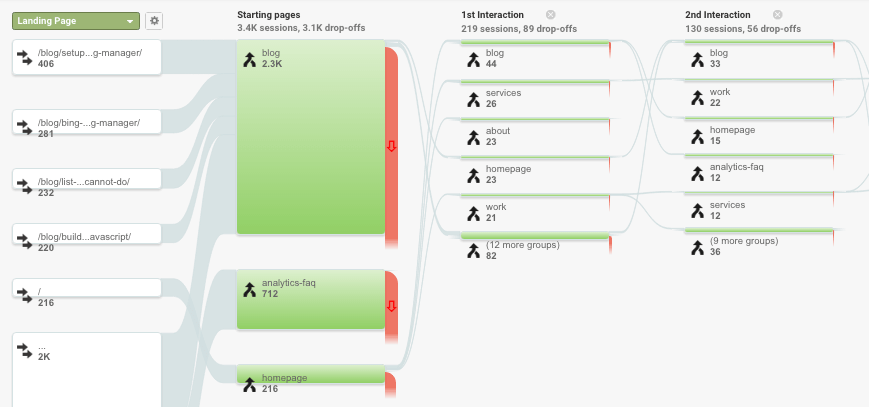 Landing Page
/blog/setup...g-manager/
406
/blog/bing-...g-manager/
281
/blog/list-...cannot-do/
232
/blog/build...avascript/
220
/
216
...
2K
Starting pages
3.4K sessions, 3.1K drop-offs
blog
2.3K
analytics-faq
712
homepage
216
1st Interaction
219 sessions, 89 drop-offs
blog
44
services
26
about
23
homepage
23
work
21
(12 more groups)
82
2nd Interaction
130 sessions, 56 drop-offs
blog
33
work
22
homepage
15
analytics-faq
12
services
12
(9 more groups)
36